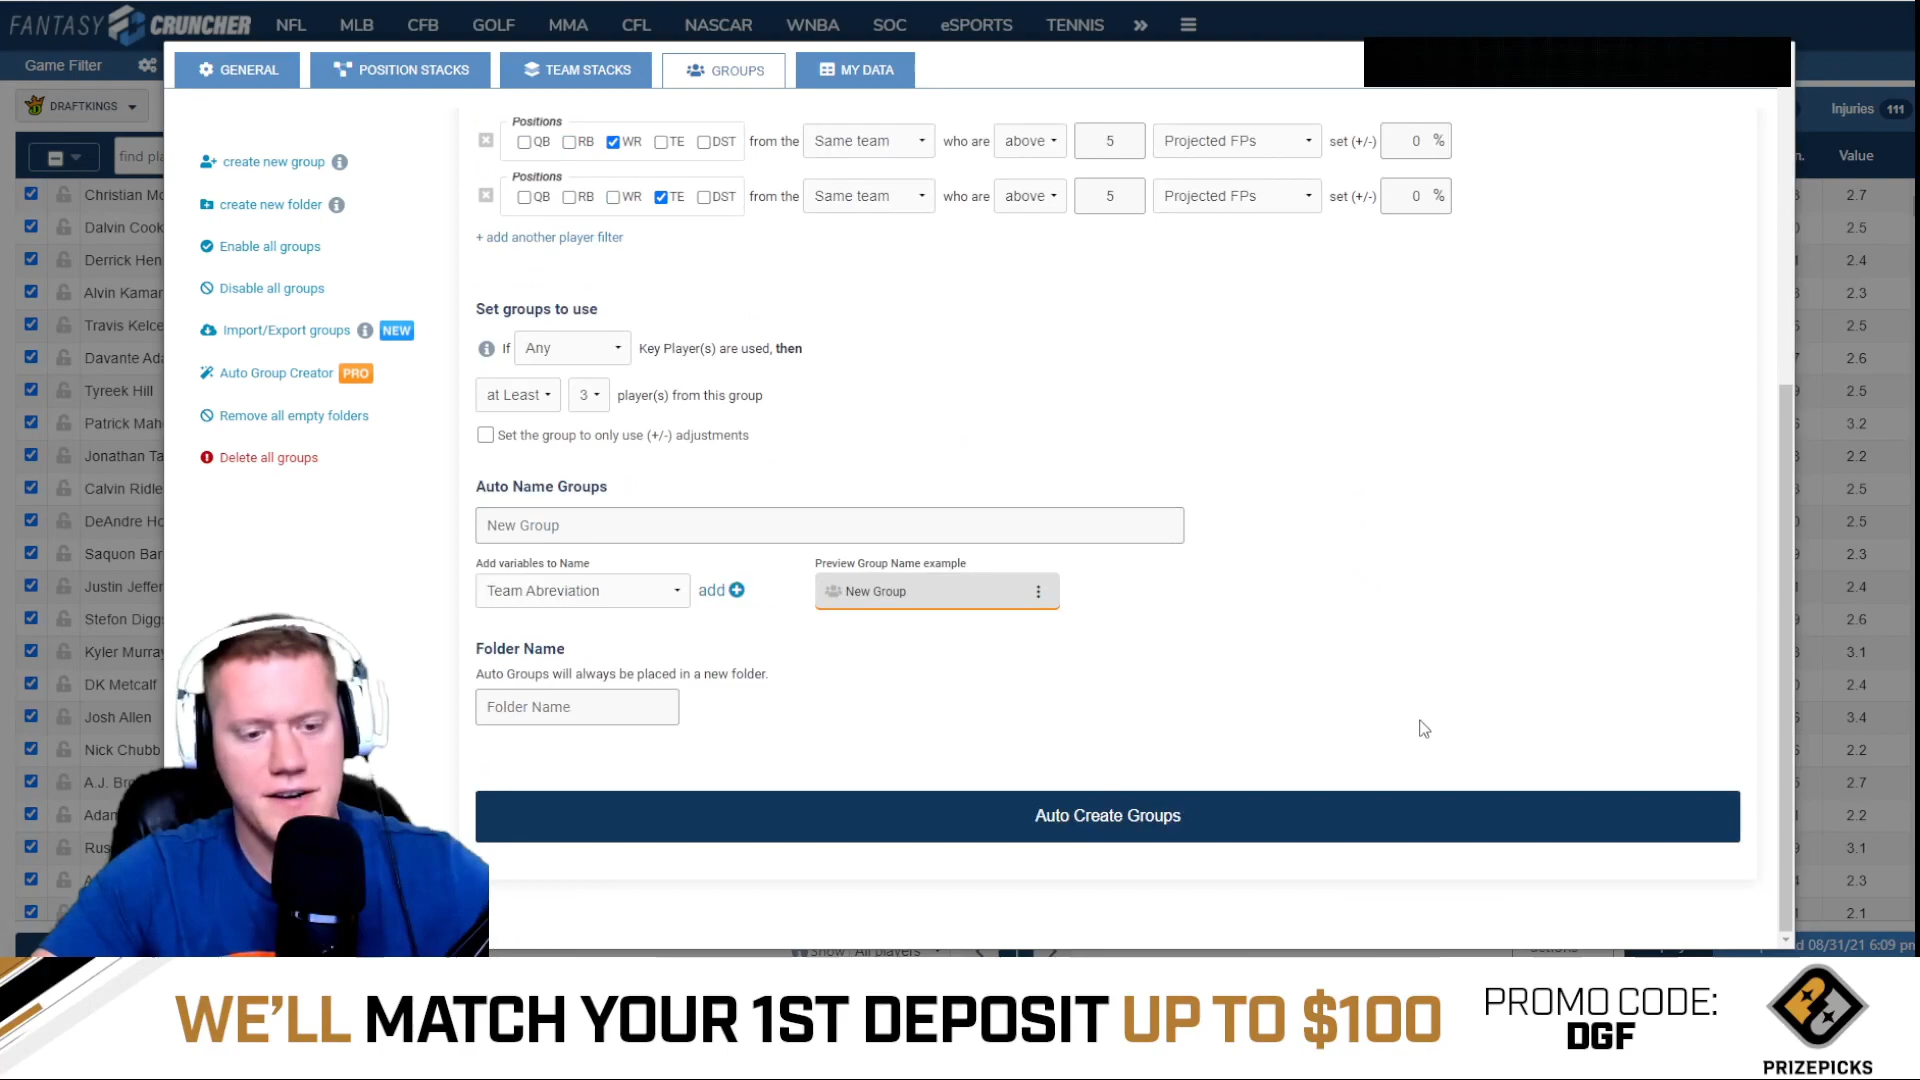 FANTASY CRUNCHER NFL MLB CFB GOLF MMA CFL NASCAR WNBA SOC eSPORTS TENNIS
Game Filter
GENERAL POSITION STACKS TEAM STACKS GROUPS MY DATA
DRAFTKINGS
Injuries 111
find pla
Value
create new group
create new folder
Enable all groups
Disable all groups
Import/Export groups NEW
Auto Group Creator PRO
Remove all empty folders
Delete all groups
Positions
QB RB WR TE DST from the Same team who are above 5 Projected FPs set (+/-) 0 %
Positions
QB RB WR TE DST from the Same team who are above 5 Projected FPs set (+/-) 0 %
+ add another player filter
Set groups to use
If Any Key Player(s) are used, then
at Least 3 player(s) from this group
Set the group to only use (+/-) adjustments
Auto Name Groups
New Group
Add variables to Name
Team Abreviation add
Preview Group Name example
New Group
Folder Name
Auto Groups will always be placed in a new folder.
Folder Name
Auto Create Groups
Christian Mc 2.7
Dalvin Cook 2.5
Derrick Hen 2.4
Alvin Kamar 2.3
Travis Kelce 2.5
Davante Ada 2.6
Tyreek Hill 2.5
Patrick Mah 3.2
Jonathan Ta 2.2
Calvin Ridle 2.5
DeAndre Ho 2.5
Saquon Bar 2.3
Justin Jeffer 2.4
Stefon Digg 2.6
Kyler Murray 3.1
DK Metcalf 2.4
Josh Allen 3.4
Nick Chubb 2.2
A.J. Bro 2.7
Adam 2.2
Rus 3.1
A 2.3
2.1
Show All players
08/31/21 6:09 pm
WE'LL MATCH YOUR 1ST DEPOSIT UP TO $100
PROMO CODE:
DGF
PRIZEPICKS